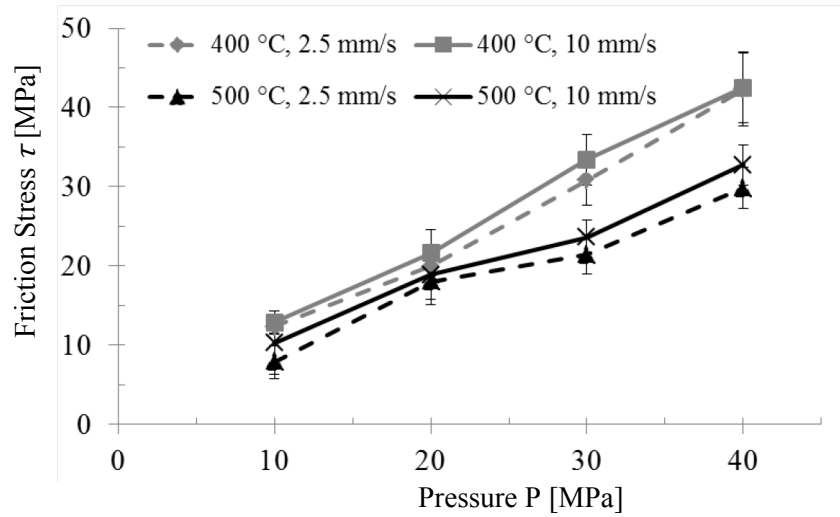 50
400 °C, 2.5 mm/s
400 °C, 10 mm/s
500 °C, 2.5 mm/s
500 °C, 10 mm/s
40
30
20
10
0
Friction Stress τ [MPa]
0
10
20
30
40
Pressure P [MPa]